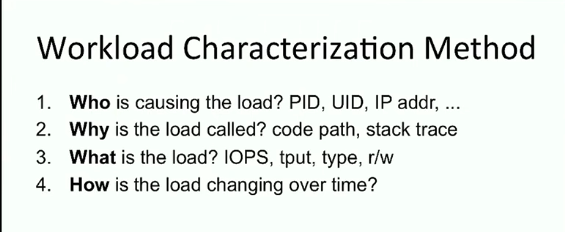 Workload Characterization Method
1. Who is causing the load? PID, UID, IP addr, ...
2. Why is the load called? code path, stack trace
3. What is the load? IOPS, tput, type, r/w
4. How is the load changing over time?